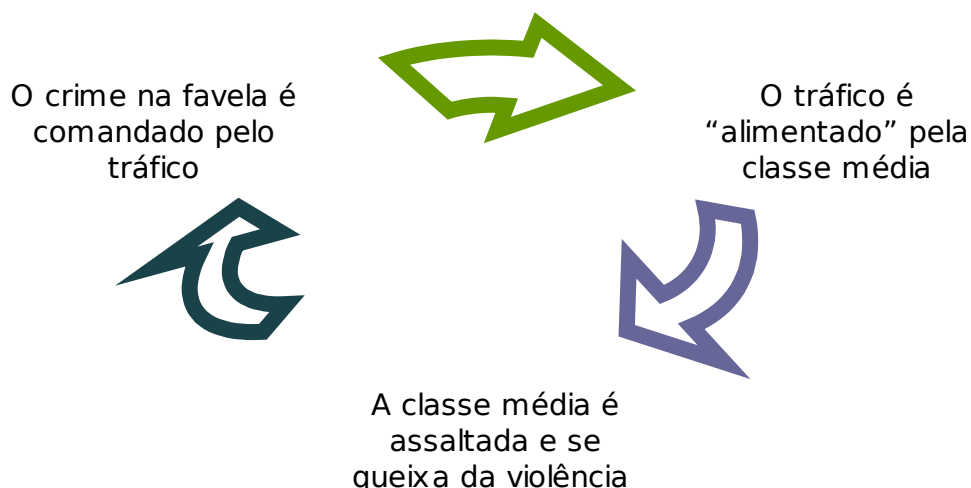 O crime na favela é
comandado pelo
tráfico
O tráfico é
“alimentado” pela
classe média
A classe média é
assaltada e se
queixa da violência